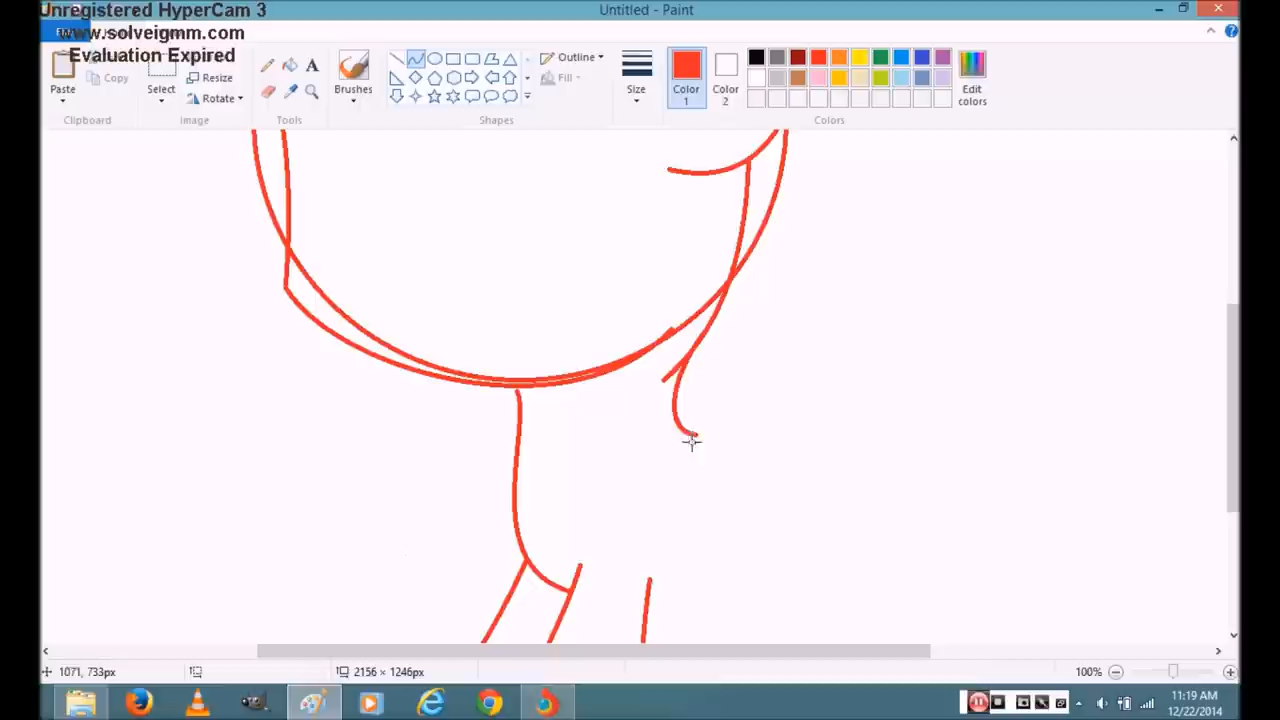 Unregistered HyperCam 3
www.solveigmm.com
Evaluation Expired
Untitled - Paint
Paste
Copy
Select
Resize
Rotate
Brushes
Outline
Fill
Size
Color 1
Color 2
Edit colors
Clipboard
Image
Tools
Shapes
Colors
1071, 733px
2156 × 1246px
100%
11:19 AM
12/22/2014